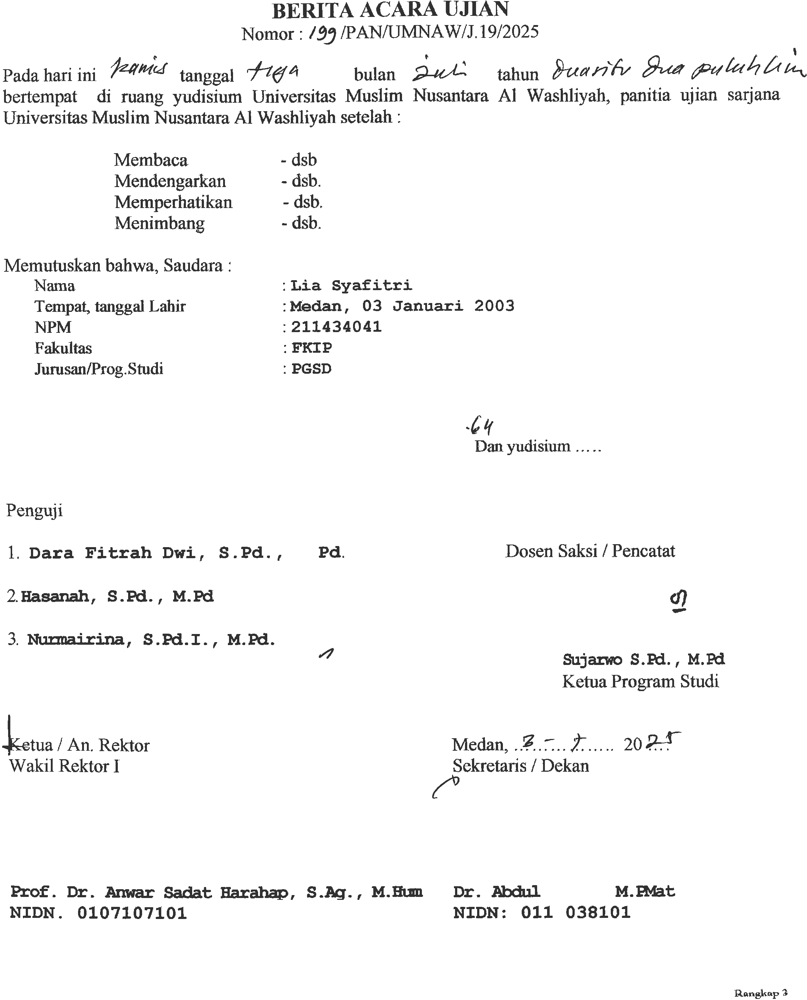 BERITA ACARA UJIAN
Nomor : 199 /PAN/UMNAW/J.19/2025
Pada hari ini kamis tanggal tiga bulan Juli tahun Duaribu Dua puluh lim
bertempat di ruang yudisium Universitas Muslim Nusantara Al Washliyah, panitia ujian sarjana
Universitas Muslim Nusantara Al Washliyah setelah :
Membaca - dsb
Mendengarkan - dsb.
Memperhatikan - dsb.
Menimbang - dsb.
Memutuskan bahwa, Saudara :
Nama : Lia Syafitri
Tempat, tanggal Lahir : Medan, 03 Januari 2003
NPM : 211434041
Fakultas : FKIP
Jurusan/Prog.Studi : PGSD
Dan yudisium .....
Penguji
1. Dara Fitrah Dwi, S.Pd., Pd.
Dosen Saksi / Pencatat
2. Hasanah, S.Pd., M.Pd
3. Nurmairina, S.Pd.I., M.Pd.
Sujarwo S.Pd., M.Pd
Ketua Program Studi
Ketua / An. Rektor
Wakil Rektor I
Medan, 3 - 7 2025
Sekretaris / Dekan
Prof. Dr. Anwar Sadat Harahap, S.Ag., M.Hum
NIDN. 0107107101
Dr. Abdul M.PMat
NIDN: 011 038101
Rangkap 3